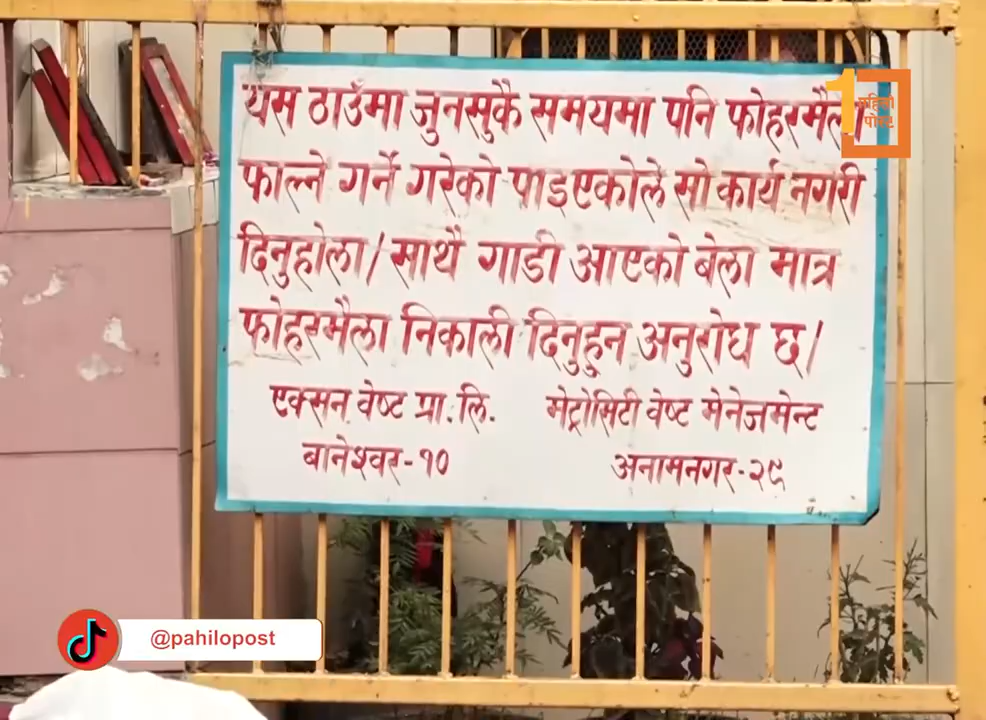 यस ठाउँमा जुनसुकै समयमा पनि फोहरमैला
फाल्ने गर्ने गरेको पाइएकोले सो कार्य नगरी
दिनुहोला/ साथै गाडी आएको बेला मात्र
फोहरमैला निकाली दिनुहुन अनुरोध छ/
एक्सन वेष्ट प्रा.लि. मेट्रोसिटी वेष्ट मेनेजमेन्ट
बानेश्वर-१० अनामनगर-२९
पहिलो
पोस्ट
@pahilopost